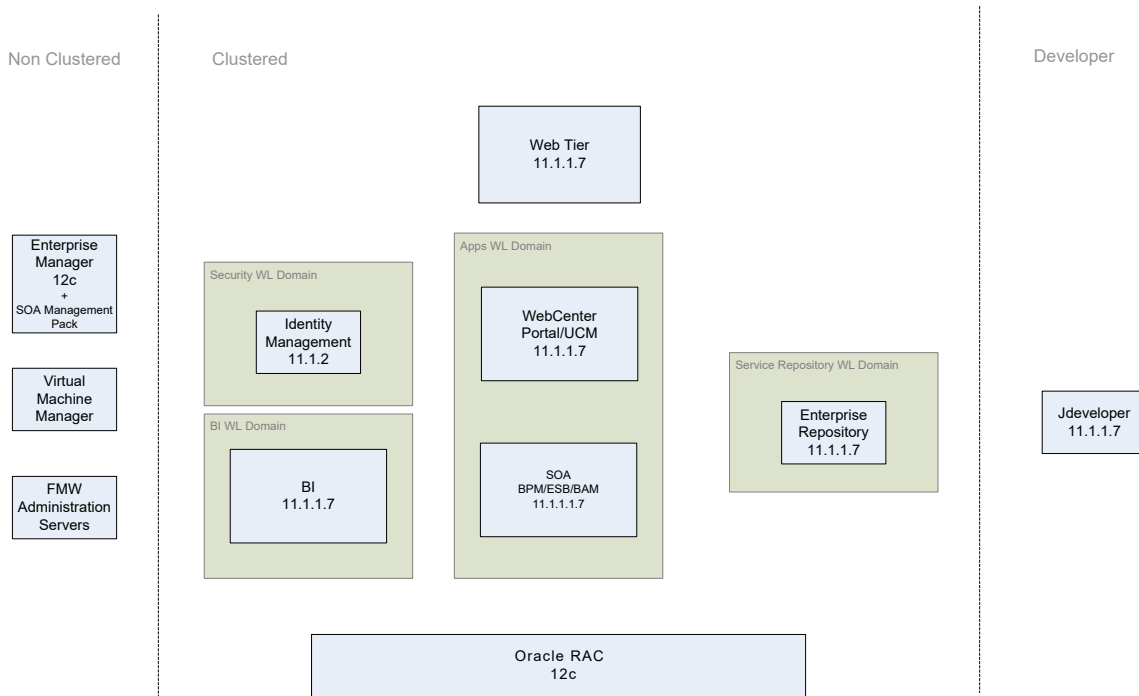 Non Clustered
Clustered
Developer
Web Tier
11.1.1.7
Enterprise
Manager
12c
+
SOA Management
Pack
Virtual
Machine
Manager
FMW
Administration
Servers
Security WL Domain
Identity
Management
11.1.2
BI WL Domain
BI
11.1.1.7
Apps WL Domain
WebCenter
Portal/UCM
11.1.1.7
SOA
BPM/ESB/BAM
11.1.1.1.7
Service Repository WL Domain
Enterprise
Repository
11.1.1.7
Jdeveloper
11.1.1.7
Oracle RAC
12c